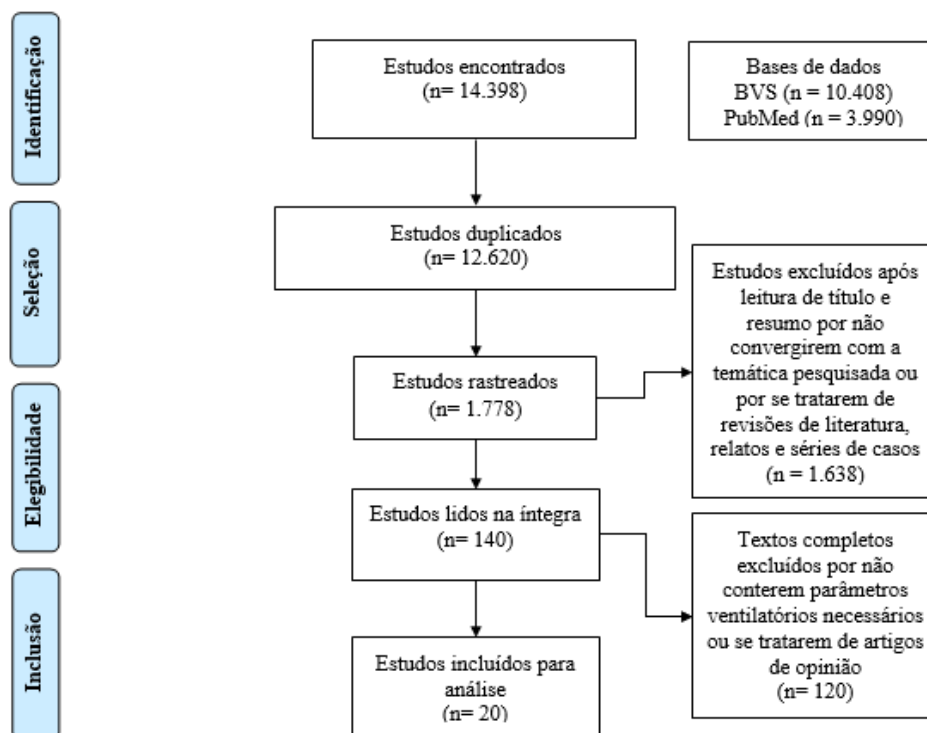 Identificação
Estudos encontrados
(n= 14.398)
Bases de dados
BVS (n = 10.408)
PubMed (n = 3.990)
Seleção
Estudos duplicados
(n= 12.620)
Estudos rastreados
(n= 1.778)
Estudos excluídos após
leitura de título e
resumo por não
convergirem com a
temática pesquisada ou
por se tratarem de
revisões de literatura,
relatos e séries de casos
(n = 1.638)
Elegibilidade
Estudos lidos na íntegra
(n= 140)
Textos completos
excluídos por não
conterem parâmetros
ventilatórios necessários
ou se tratarem de artigos
de opinião
(n= 120)
Inclusão
Estudos incluídos para
análise
(n= 20)